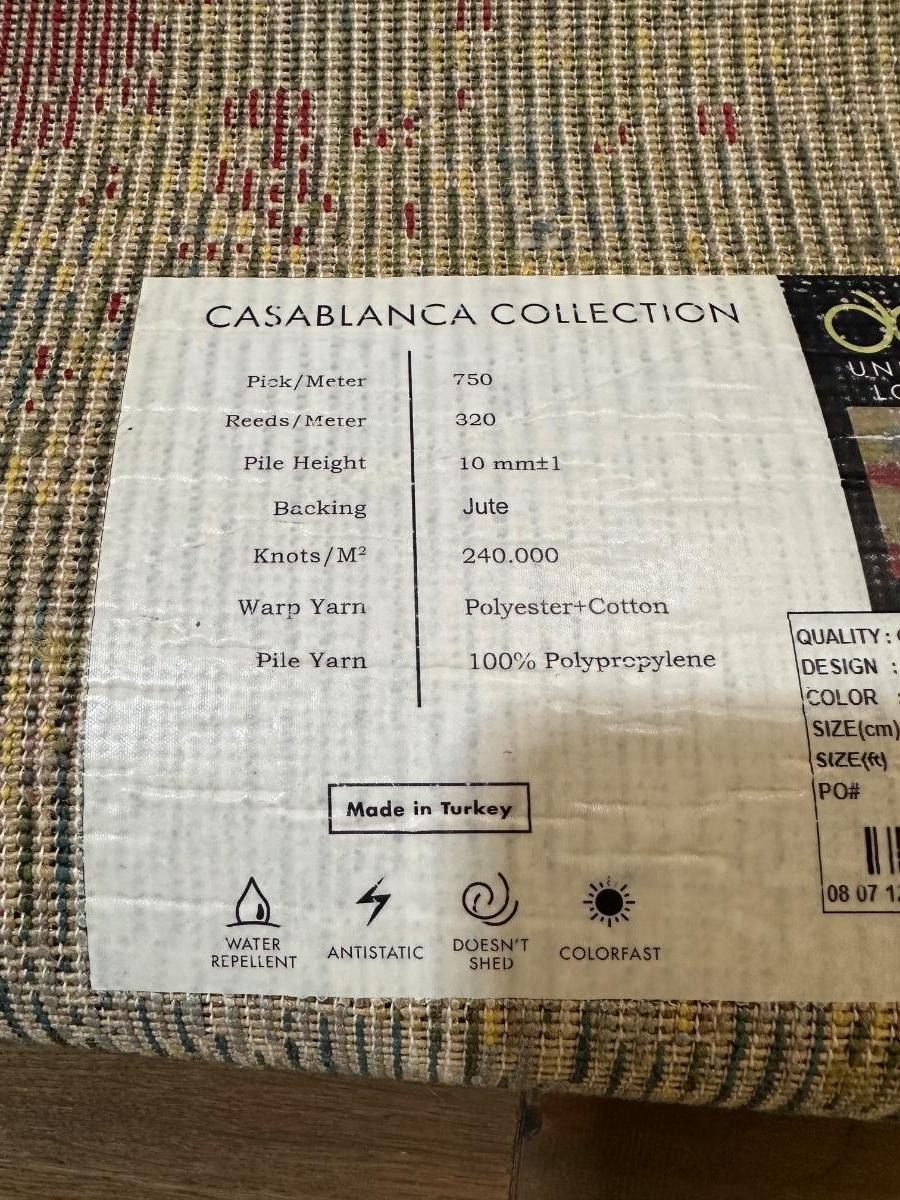 CASABLANCA COLLECTION
Pick/Meter 750
Reeds/Meter 320
Pile Height 10 mm±1
Backing Jute
Knots/M² 240.000
Warp Yarn Polyester+Cotton
Pile Yarn 100% Polypropylene
Made in Turkey
WATER REPELLENT
ANTISTATIC
DOESN'T SHED
COLORFAST
QUALITY :
DESIGN :
COLOR :
SIZE(cm)
SIZE(ft)
PO#
08 07